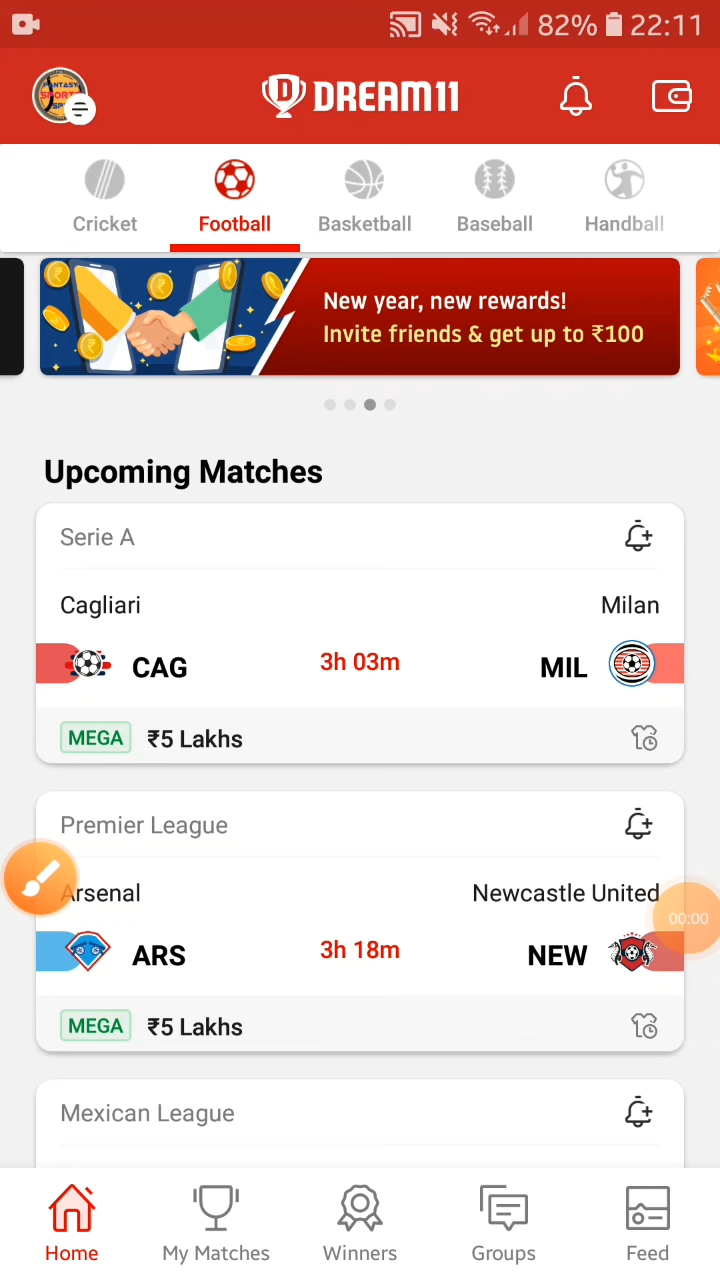 82% 22:11
FANTASY
SPORTS
DREAM11
Cricket Football Basketball Baseball Handball
New year, new rewards!
Invite friends & get up to ₹100
Upcoming Matches
Serie A
Cagliari Milan
CAG 3h 03m MIL
MEGA ₹5 Lakhs
Premier League
Arsenal Newcastle United
00:00
ARS 3h 18m NEW
MEGA ₹5 Lakhs
Mexican League
Home My Matches Winners Groups Feed